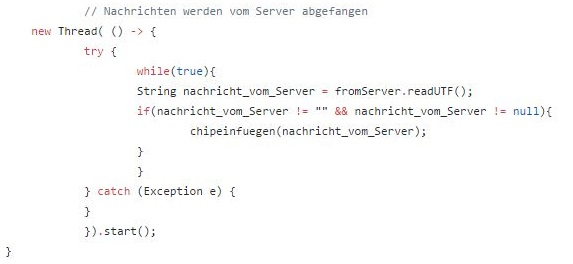 // Nachrichten werden vom Server abgefangen
new Thread( () -> {
try {
while(true){
String nachricht_vom_Server = fromServer.readUTF();
if(nachricht_vom_Server != "" && nachricht_vom_Server != null){
chipeinfuegen(nachricht_vom_Server);
}
}
} catch (Exception e) {
}
}).start();
}